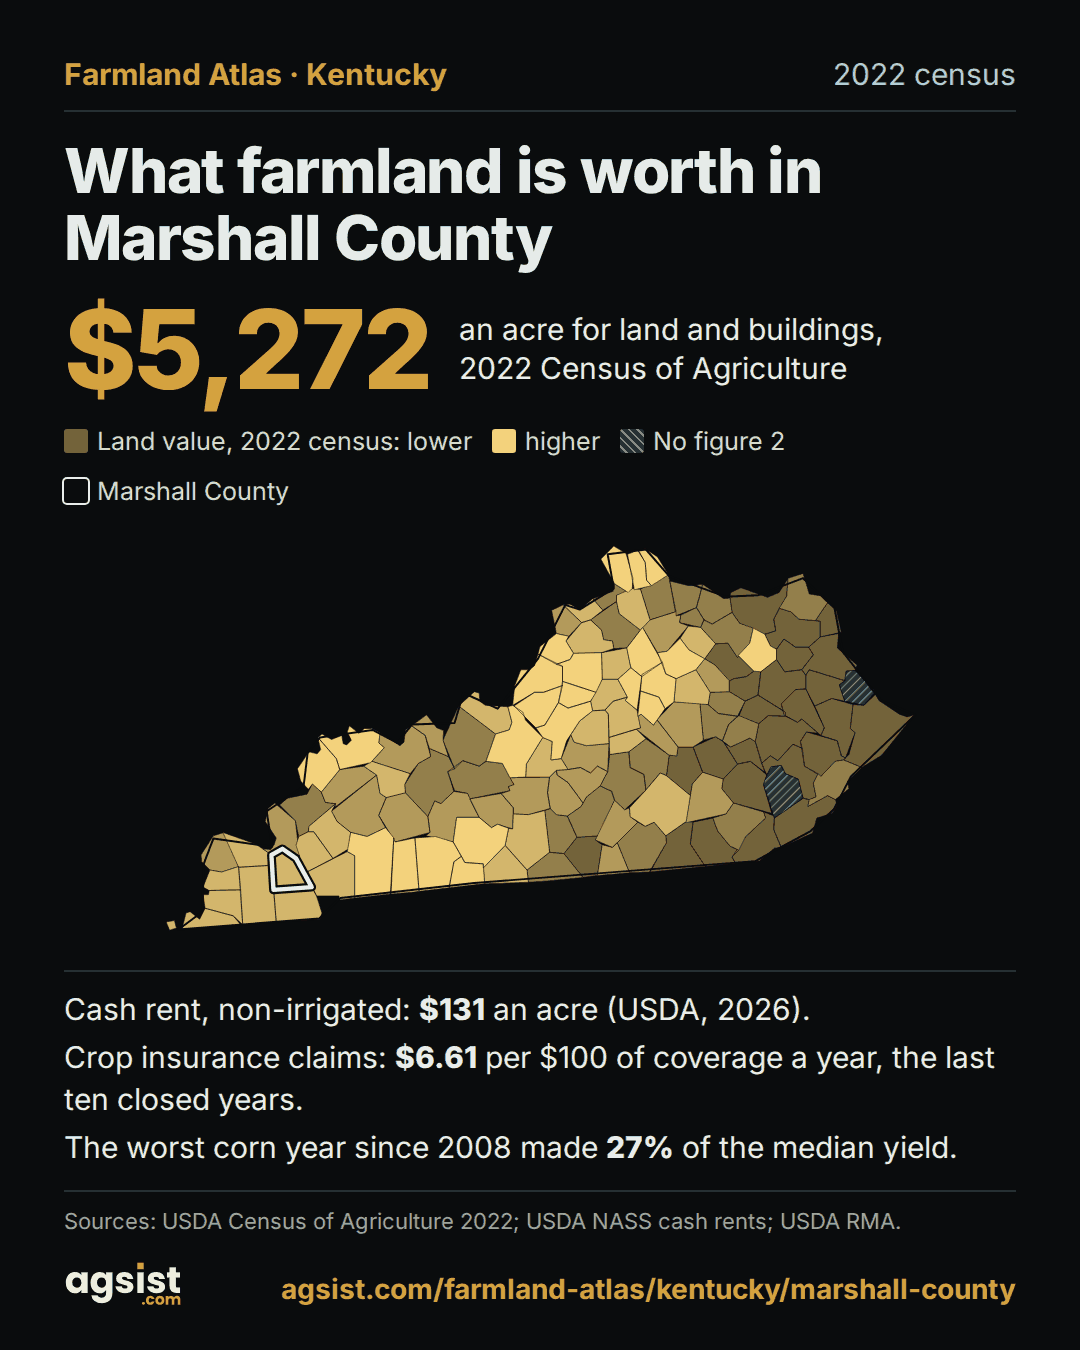 Farmland Atlas · Kentucky
2022 census
What farmland is worth in
Marshall County
$5,272
an acre for land and buildings,
2022 Census of Agriculture
Land value, 2022 census: lower
higher
No figure 2
Marshall County
Cash rent, non-irrigated: $131 an acre (USDA, 2026).
Crop insurance claims: $6.61 per $100 of coverage a year, the last
ten closed years.
The worst corn year since 2008 made 27% of the median yield.
Sources: USDA Census of Agriculture 2022; USDA NASS cash rents; USDA RMA.
agsist
.com
agsist.com/farmland-atlas/kentucky/marshall-county